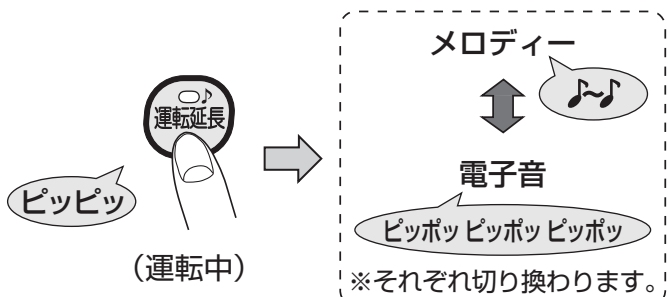 運転延長
ピッピッ
（運転中）
メロディー
電子音
ピッポッ ピッポッ ピッポッ
※それぞれ切り換わります。